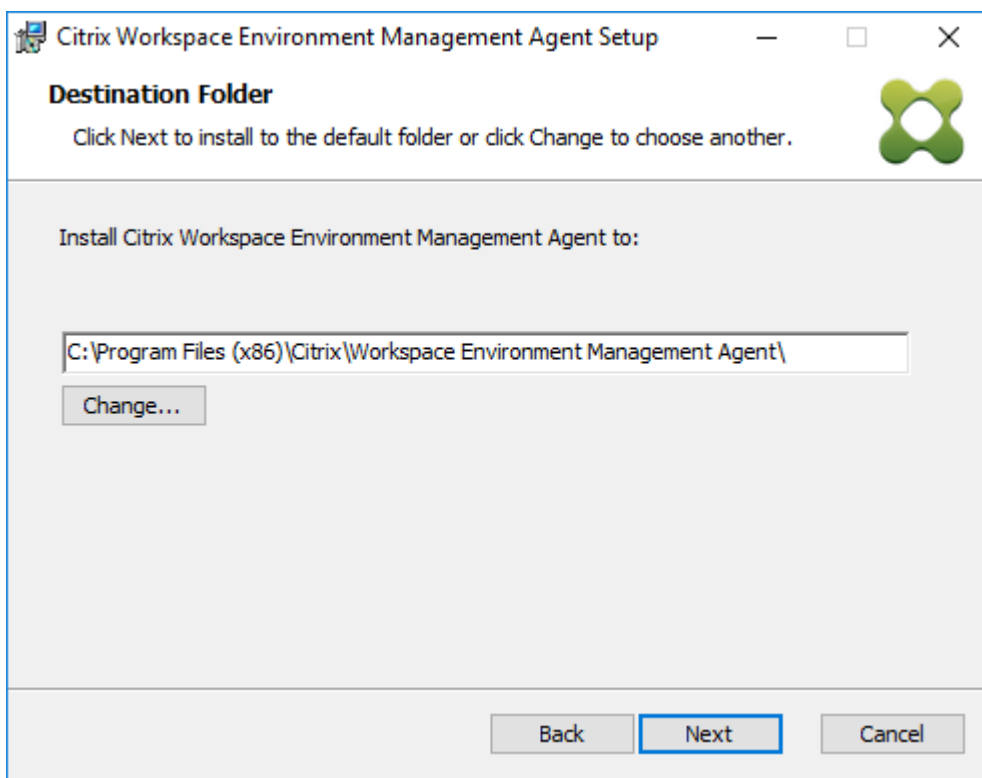 Citrix Workspace Environment Management Agent Setup
Destination Folder
Click Next to install to the default folder or click Change to choose another.
Install Citrix Workspace Environment Management Agent to:
C:\Program Files (x86)\Citrix\Workspace Environment Management Agent\
Change...
Back Next Cancel